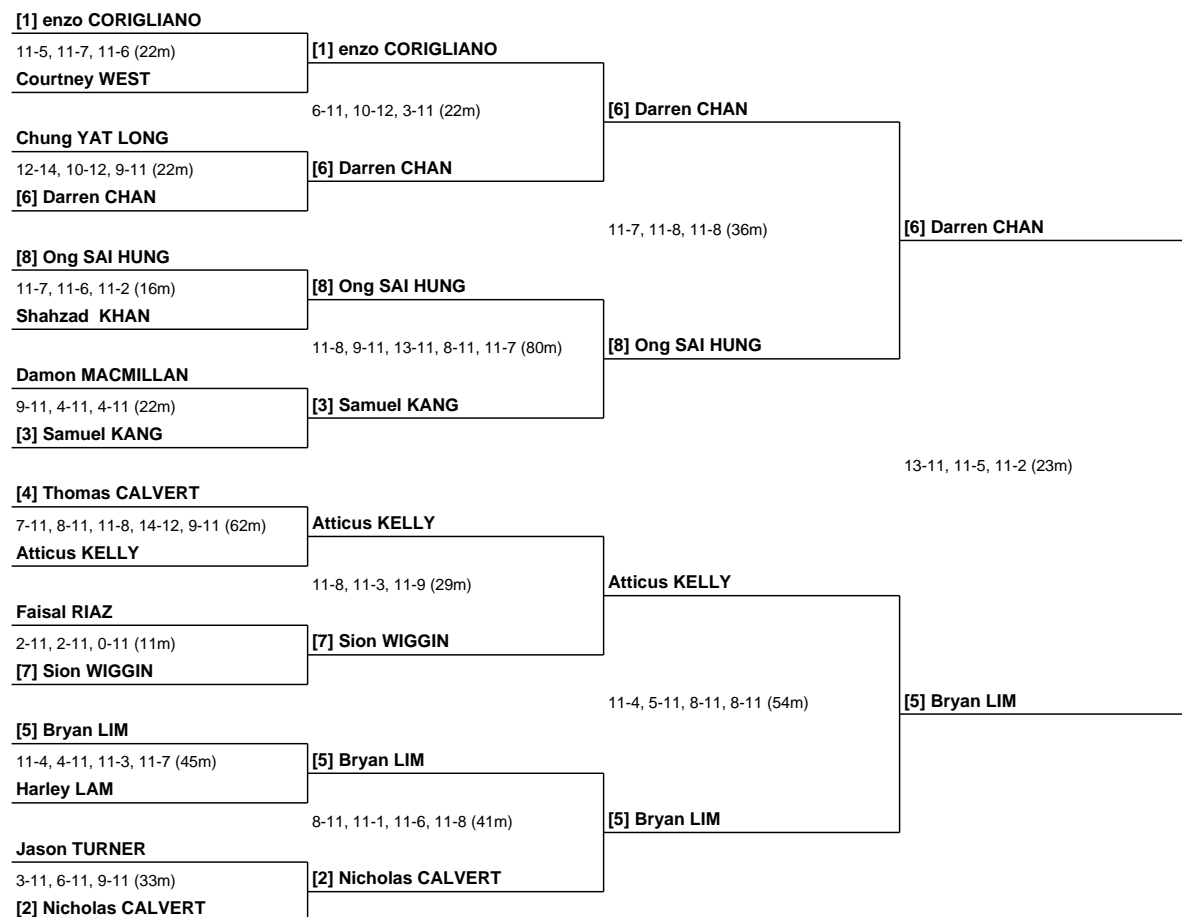 [1] enzo CORIGLIANO
11-5, 11-7, 11-6 (22m)
[1] enzo CORIGLIANO
Courtney WEST
6-11, 10-12, 3-11 (22m)
[6] Darren CHAN
Chung YAT LONG
12-14, 10-12, 9-11 (22m)
[6] Darren CHAN
[6] Darren CHAN
11-7, 11-8, 11-8 (36m)
[6] Darren CHAN
[8] Ong SAI HUNG
11-7, 11-6, 11-2 (16m)
[8] Ong SAI HUNG
Shahzad  KHAN
11-8, 9-11, 13-11, 8-11, 11-7 (80m)
[8] Ong SAI HUNG
Damon MACMILLAN
9-11, 4-11, 4-11 (22m)
[3] Samuel KANG
[3] Samuel KANG
13-11, 11-5, 11-2 (23m)
[4] Thomas CALVERT
7-11, 8-11, 11-8, 14-12, 9-11 (62m)
Atticus KELLY
Atticus KELLY
11-8, 11-3, 11-9 (29m)
Atticus KELLY
Faisal RIAZ
2-11, 2-11, 0-11 (11m)
[7] Sion WIGGIN
[7] Sion WIGGIN
11-4, 5-11, 8-11, 8-11 (54m)
[5] Bryan LIM
[5] Bryan LIM
11-4, 4-11, 11-3, 11-7 (45m)
[5] Bryan LIM
Harley LAM
8-11, 11-1, 11-6, 11-8 (41m)
[5] Bryan LIM
Jason TURNER
3-11, 6-11, 9-11 (33m)
[2] Nicholas CALVERT
[2] Nicholas CALVERT